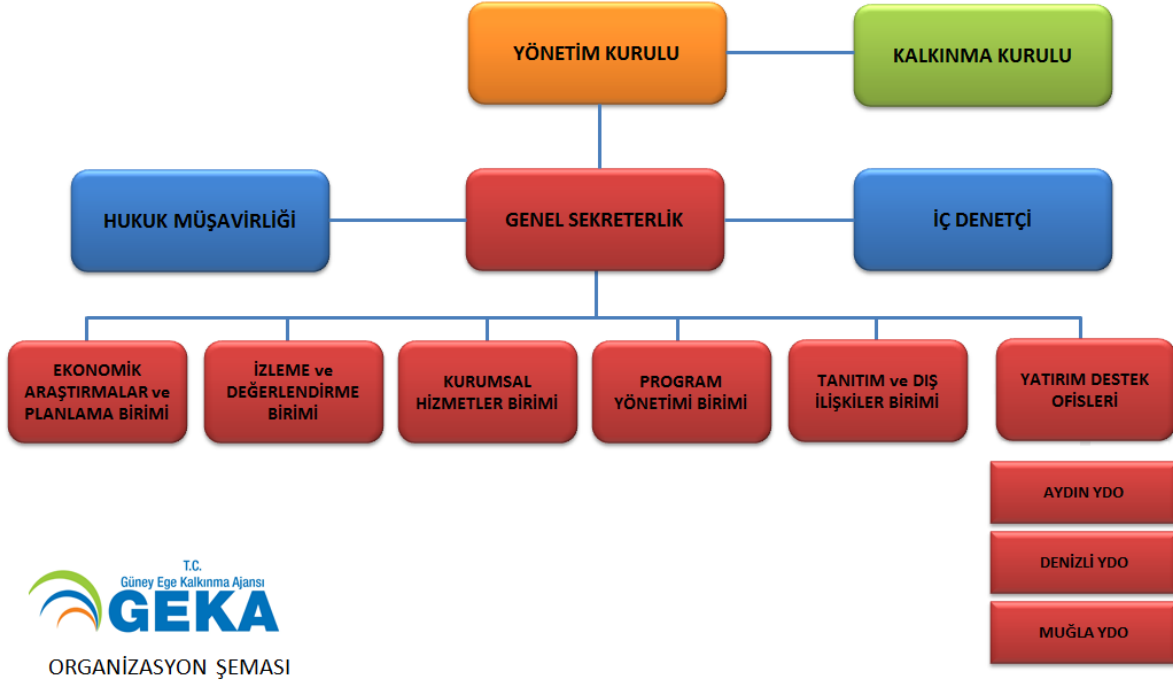 YÖNETİM KURULU
KALKINMA KURULU
HUKUK MÜŞAVİRLİĞİ
GENEL SEKRETERLİK
İÇ DENETÇİ
EKONOMİK
ARAŞTIRMALAR ve
PLANLAMA BİRİMİ
İZLEME ve
DEĞERLENDİRME
BİRİMİ
KURUMSAL
HİZMETLER BİRİMİ
PROGRAM
YÖNETİMİ BİRİMİ
TANITIM ve DIŞ
İLİŞKİLER BİRİMİ
YATIRIM DESTEK
OFİSLERİ
AYDIN YDO
DENİZLİ YDO
MUĞLA YDO
T.C.
Güney Ege Kalkınma Ajansı
GEKA
ORGANİZASYON ŞEMASI